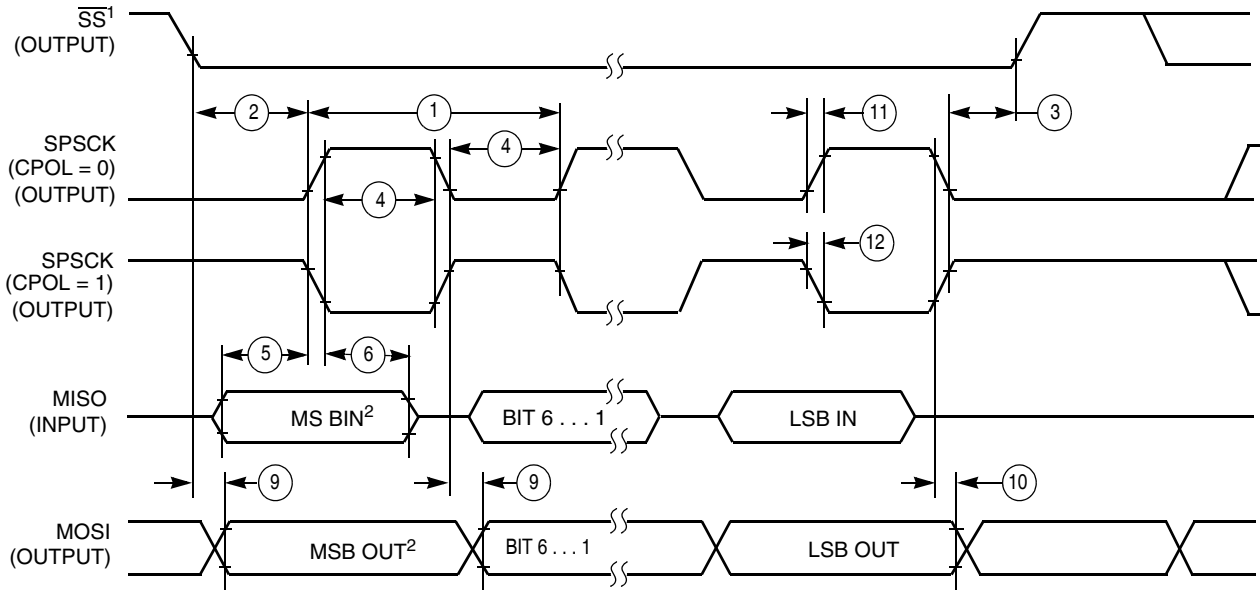 SS¹
(OUTPUT)
2
1
11
3
SPSCK
(CPOL = 0)
(OUTPUT)
4
4
SPSCK
(CPOL = 1)
(OUTPUT)
12
5
6
MISO
(INPUT)
MS BIN²
BIT 6 . . . 1
LSB IN
9
9
10
MOSI
(OUTPUT)
MSB OUT²
BIT 6 . . . 1
LSB OUT